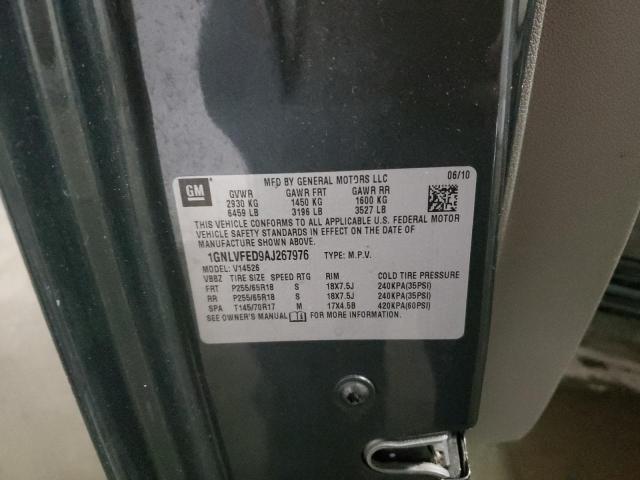 GM MFD BY GENERAL MOTORS LLC 06/10
GVWR GAWR FRT GAWR RR
2930 KG 1450 KG 1600 KG
6459 LB 3196 LB 3527 LB
THIS VEHICLE CONFORMS TO ALL APPLICABLE U.S. FEDERAL MOTOR
VEHICLE SAFETY STANDARDS IN EFFECT ON THE DATE OF
MANUFACTURE SHOWN ABOVE.
1GNLVFED9AJ267976 TYPE: M.P.V.
MODEL: V14526
VBBZ TIRE SIZE SPEED RTG RIM COLD TIRE PRESSURE
FRT P255/65R18 S 18X7.5J 240KPA(35PSI)
RR P255/65R18 S 18X7.5J 240KPA(35PSI)
SPA T145/70R17 M 17X4.5B 420KPA(60PSI)
SEE OWNER'S MANUAL FOR MORE INFORMATION.